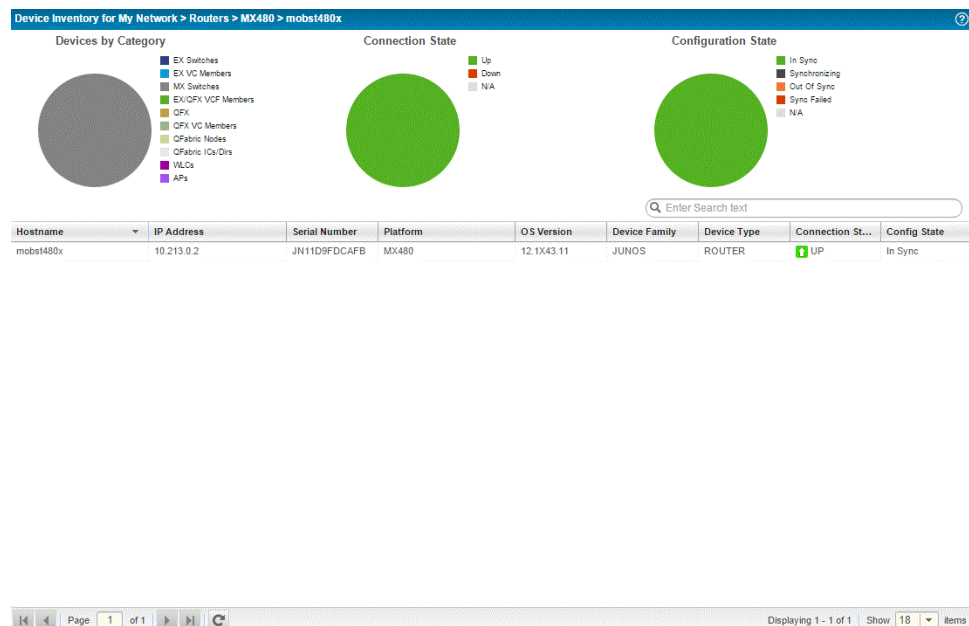 Device Inventory for My Network > Routers > MX480 > mobst480x
Devices by Category
EX Switches
EX VC Members
MX Switches
EX/QFX VCF Members
QFX
QFX VC Members
QFabric Nodes
QFabric ICs/Dirs
WLCs
APs
Connection State
Up
Down
N/A
Configuration State
In Sync
Synchronizing
Out Of Sync
Sync Failed
N/A
Enter Search text
Hostname IP Address Serial Number Platform OS Version Device Family Device Type Connection St... Config State
mobst480x 10.213.0.2 JN11D9FDCAFB MX480 12.1X43.11 JUNOS ROUTER UP In Sync
Page 1 of 1 Displaying 1 - 1 of 1 Show 18 items